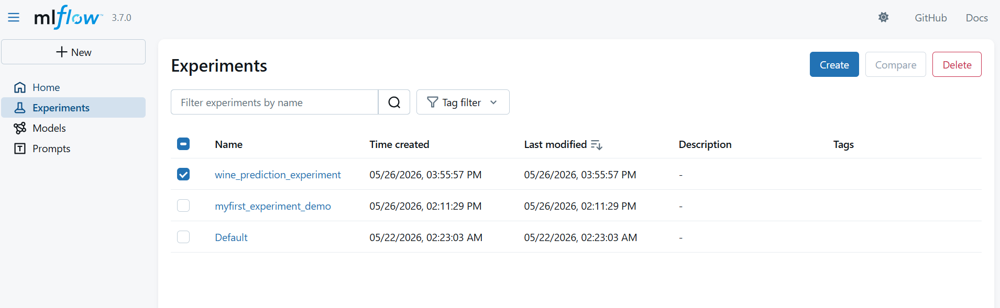 mlflow™ 3.7.0
GitHub Docs
New
Home
Experiments
Models
Prompts
Experiments
Create Compare Delete
Filter experiments by name Tag filter
Name Time created Last modified Description Tags
wine_prediction_experiment 05/26/2026, 03:55:57 PM 05/26/2026, 03:55:57 PM -
myfirst_experiment_demo 05/26/2026, 02:11:29 PM 05/26/2026, 02:11:29 PM -
Default 05/22/2026, 02:23:03 AM 05/22/2026, 02:23:03 AM -